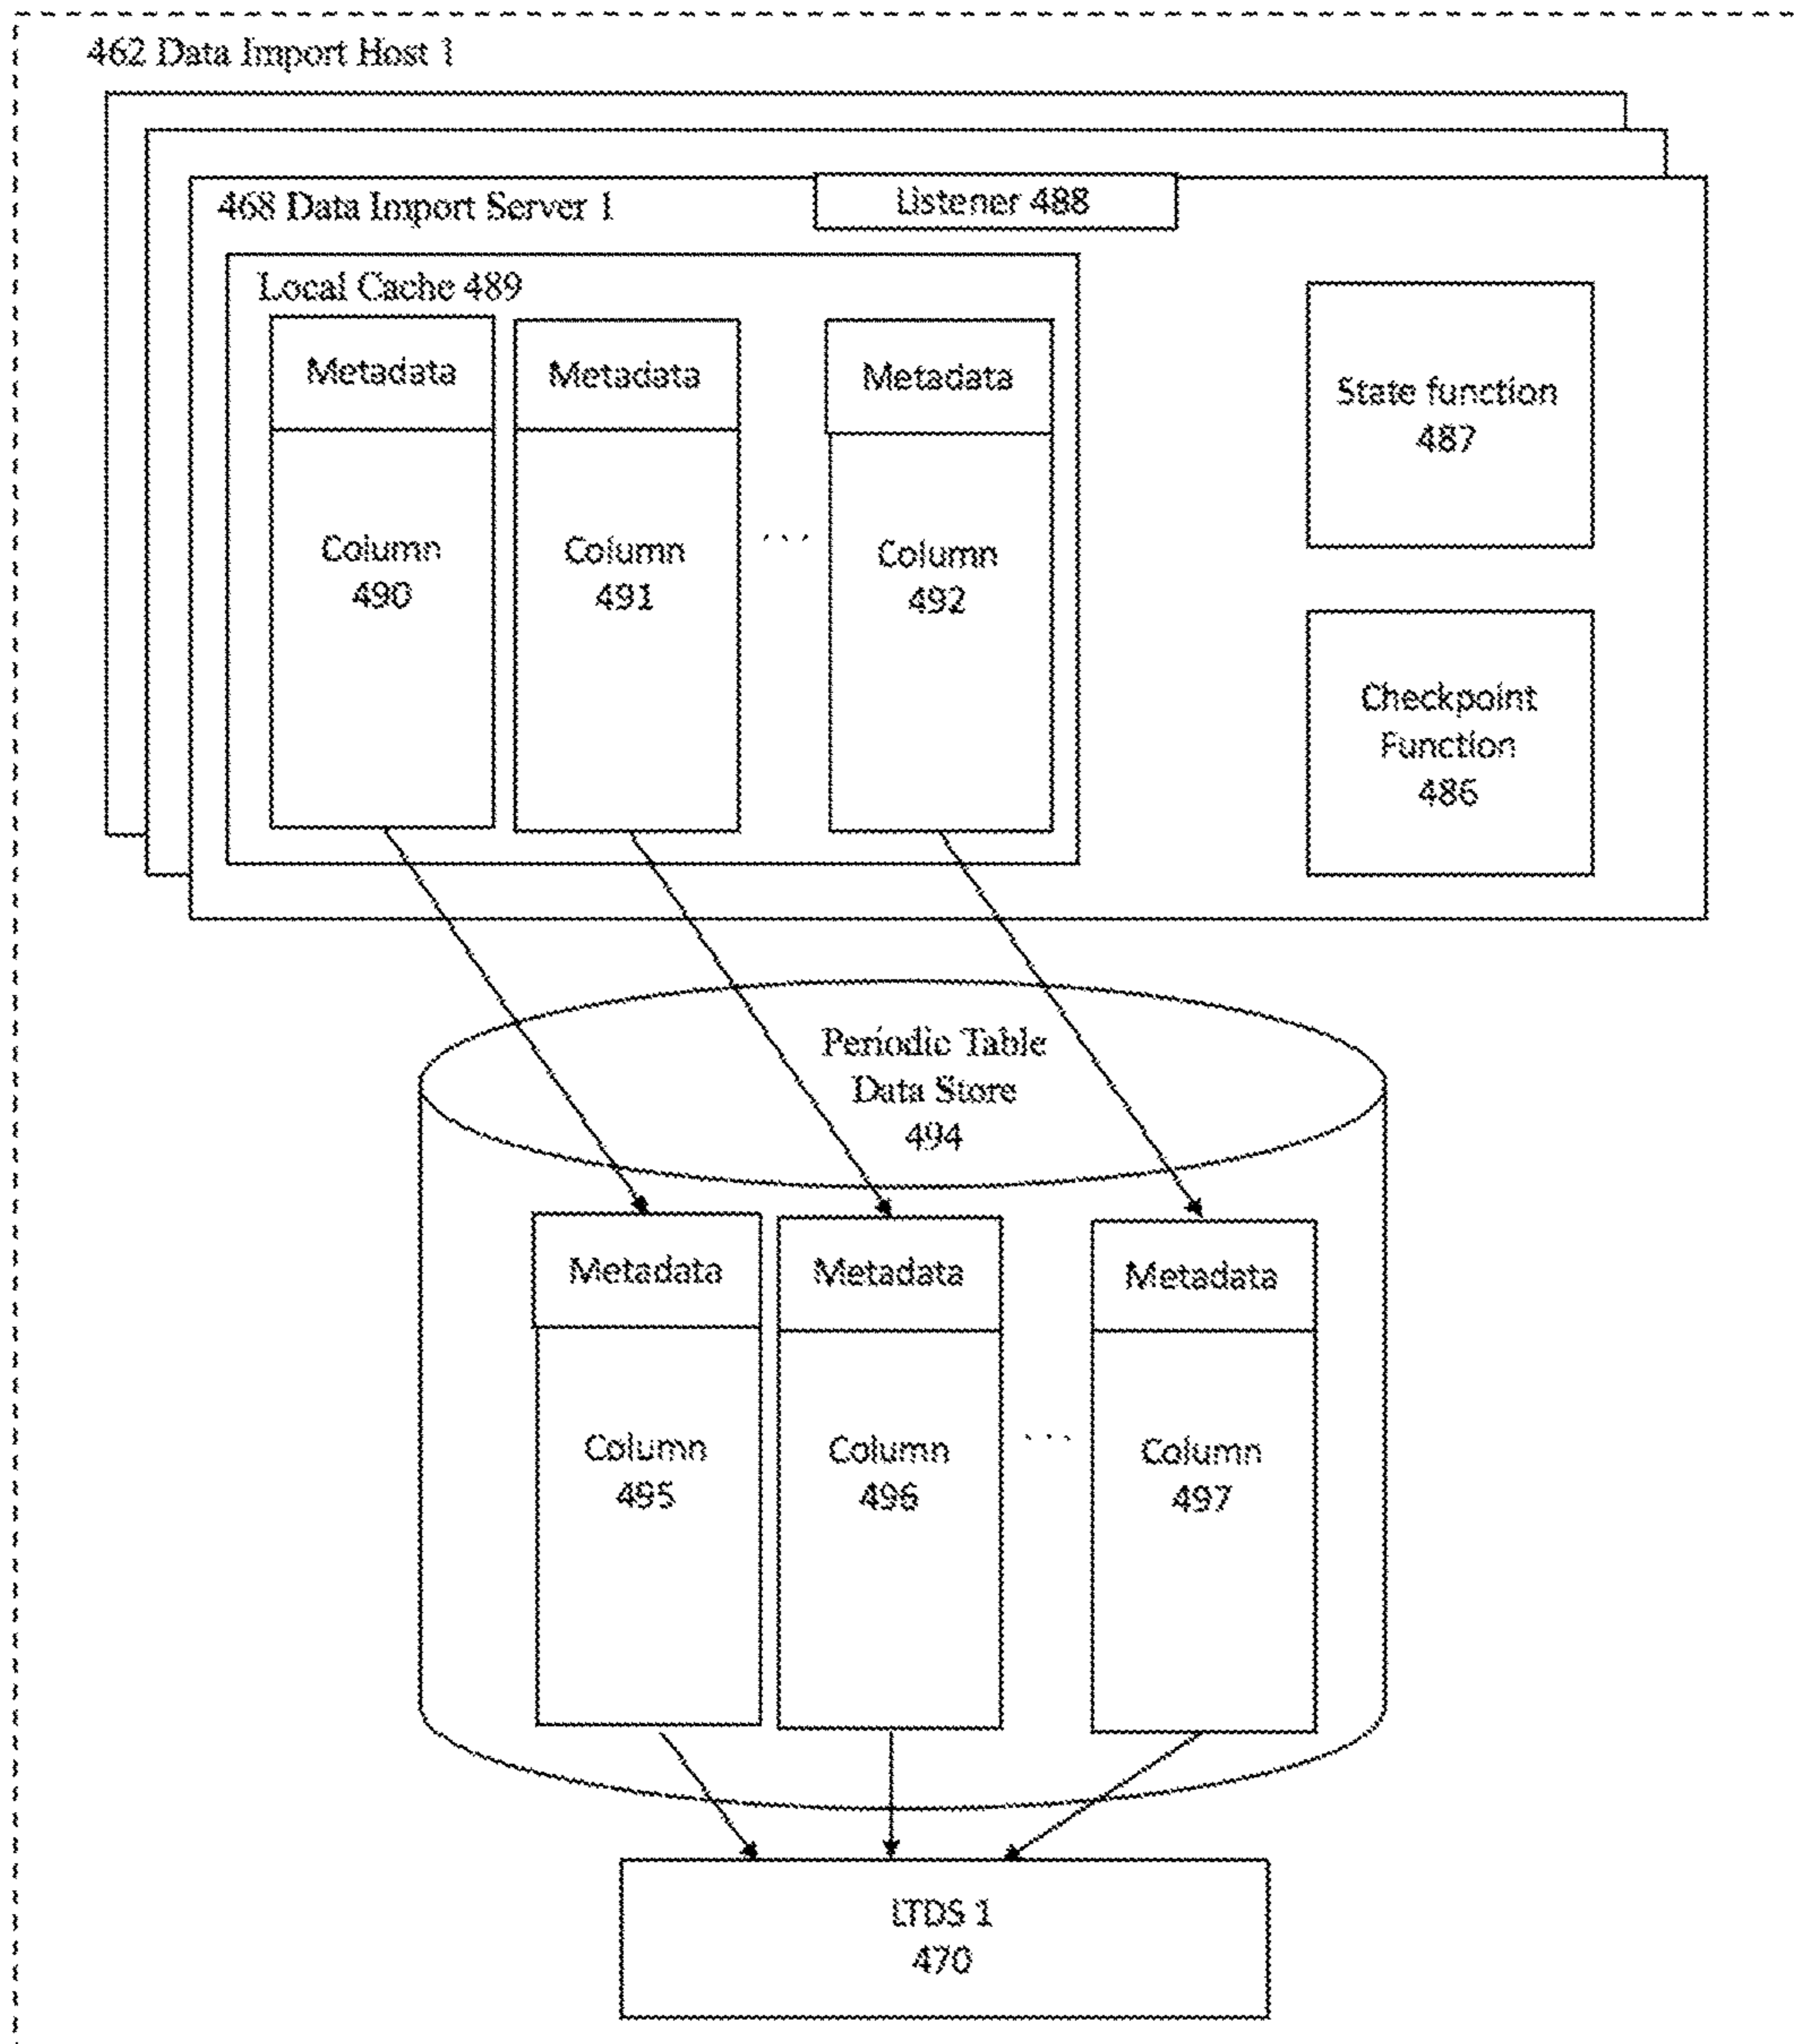 462 Data Import Host 1
468 Data Import Server 1
Listener 488
Local Cache 489
Metadata
Metadata
Metadata
Column
490
Column
491
. . .
Column
492
State function
487
Checkpoint
Function
486
Periodic Table
Data Store
494
Metadata
Metadata
Metadata
Column
495
Column
496
. . .
Column
497
LTDS 1
470